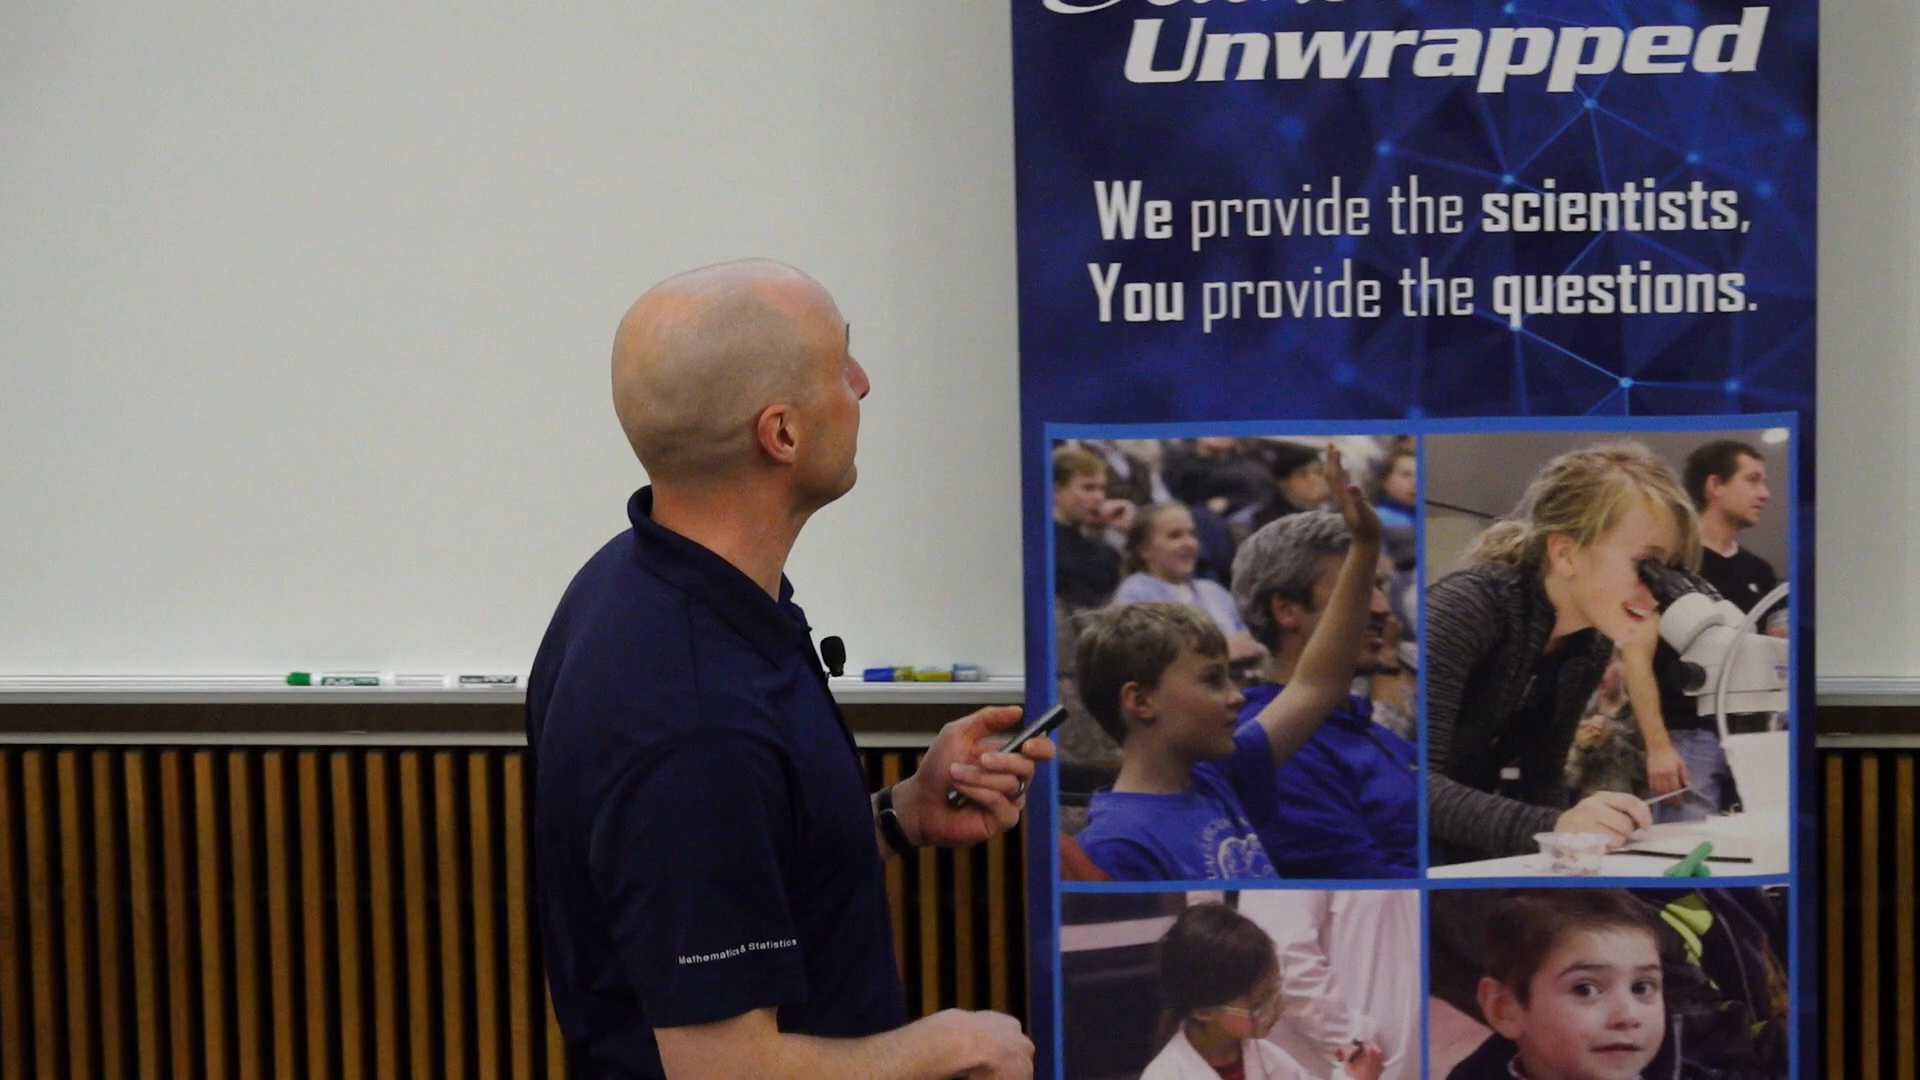 Unwrapped
We provide the scientists,
You provide the questions.
Mathematics & Statistics